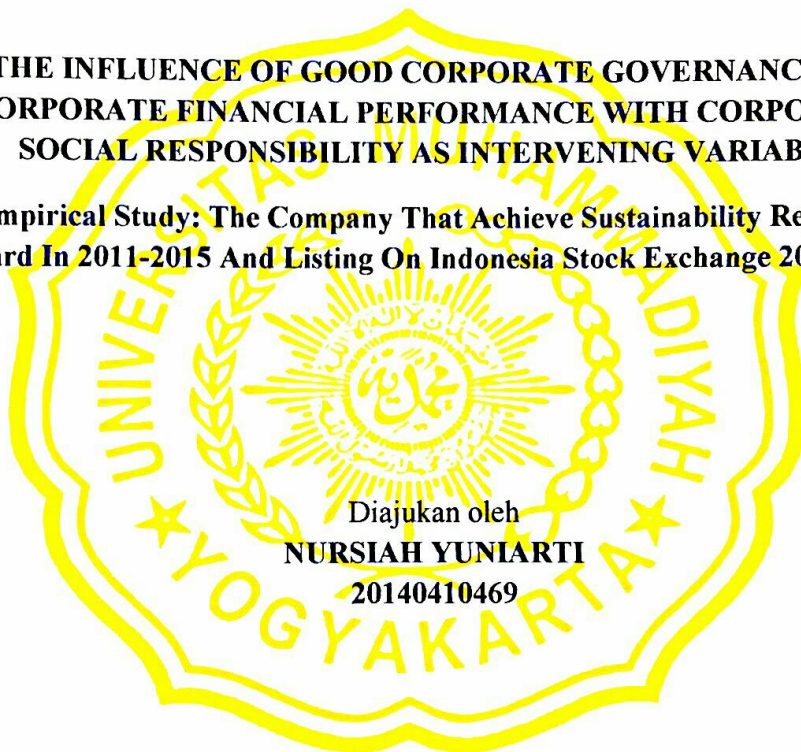 THE INFLUENCE OF GOOD CORPORATE GOVERNANC
ORPORATE FINANCIAL PERFORMANCE WITH CORPO
SOCIAL RESPONSIBILITY AS INTERVENING VARIAB
mpirical Study: The Company That Achieve Sustainability Re
ard In 2011-2015 And Listing On Indonesia Stock Exchange 20
UNIVERSITAS MUHAMMADIYAH
Diajukan oleh
NURSIAH YUNIARTI
20140410469
YOGYAKARTA